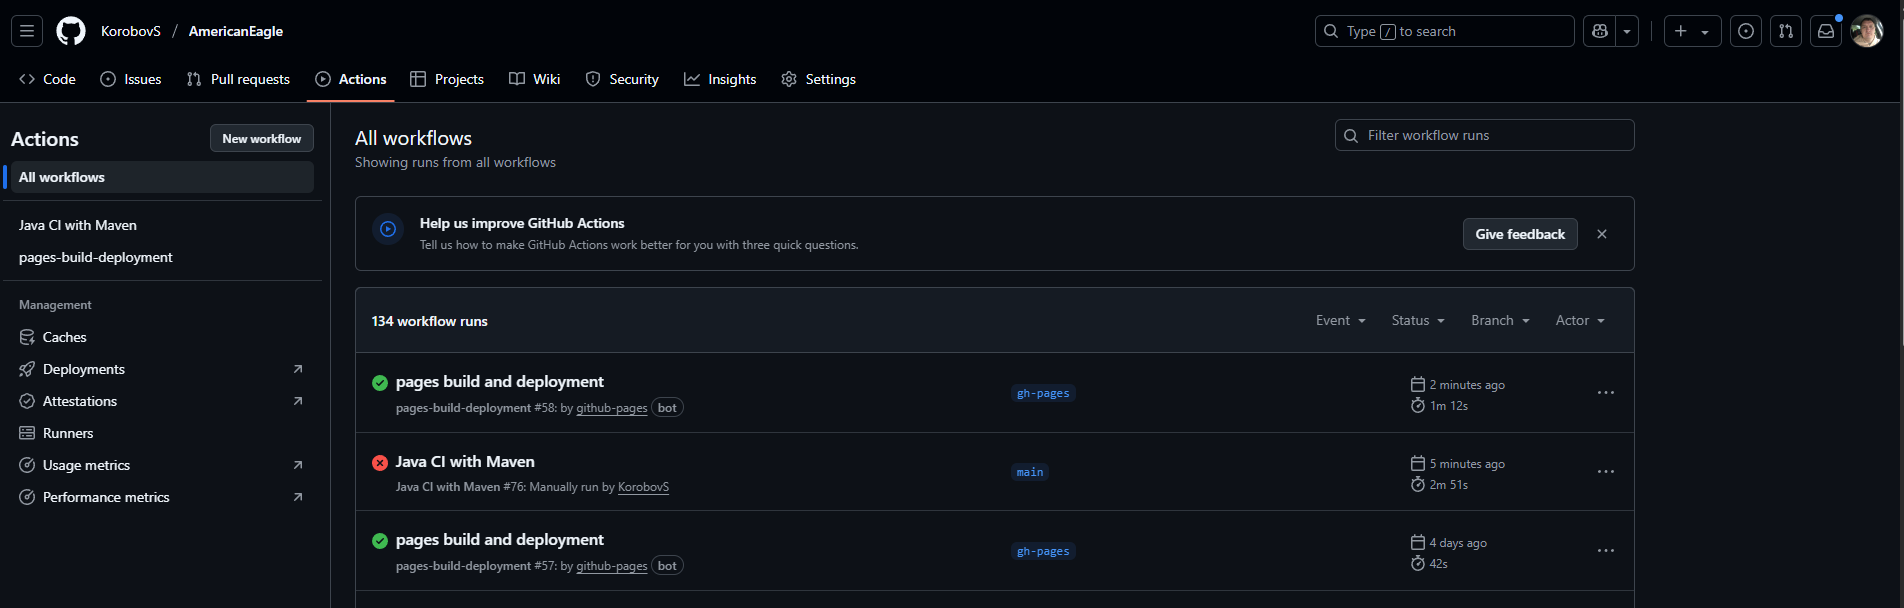 KorobovS / AmericanEagle
Type / to search
Code Issues Pull requests Actions Projects Wiki Security Insights Settings
Actions
New workflow
All workflows
Java CI with Maven
pages-build-deployment
Management
Caches
Deployments
Attestations
Runners
Usage metrics
Performance metrics
All workflows
Showing runs from all workflows
Filter workflow runs
Help us improve GitHub Actions
Tell us how to make GitHub Actions work better for you with three quick questions.
Give feedback
134 workflow runs
Event Status Branch Actor
pages build and deployment
pages-build-deployment #58: by github-pages bot
gh-pages
2 minutes ago
1m 12s
Java CI with Maven
Java CI with Maven #76: Manually run by KorobovS
main
5 minutes ago
2m 51s
pages build and deployment
pages-build-deployment #57: by github-pages bot
gh-pages
4 days ago
42s